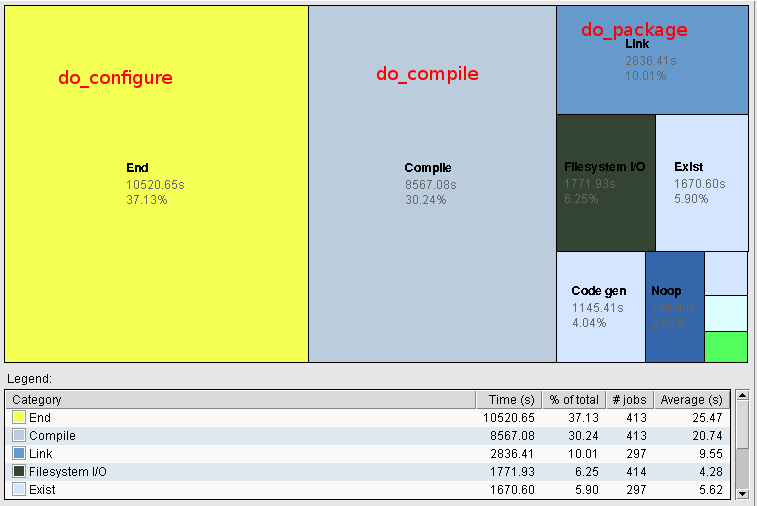 do_configure
End
10520.65s
37.13%
do_compile
Compile
8567.08s
30.24%
do_package
Link
2836.41s
10.01%
Filesystem I/O
1771.93s
6.25%
Exist
1670.60s
5.90%
Code gen
1145.41s
4.04%
Noop
Legend:
Category Time (s) % of total # jobs Average (s)
End 10520.65 37.13 413 25.47
Compile 8567.08 30.24 413 20.74
Link 2836.41 10.01 297 9.55
Filesystem I/O 1771.93 6.25 414 4.28
Exist 1670.60 5.90 297 5.62